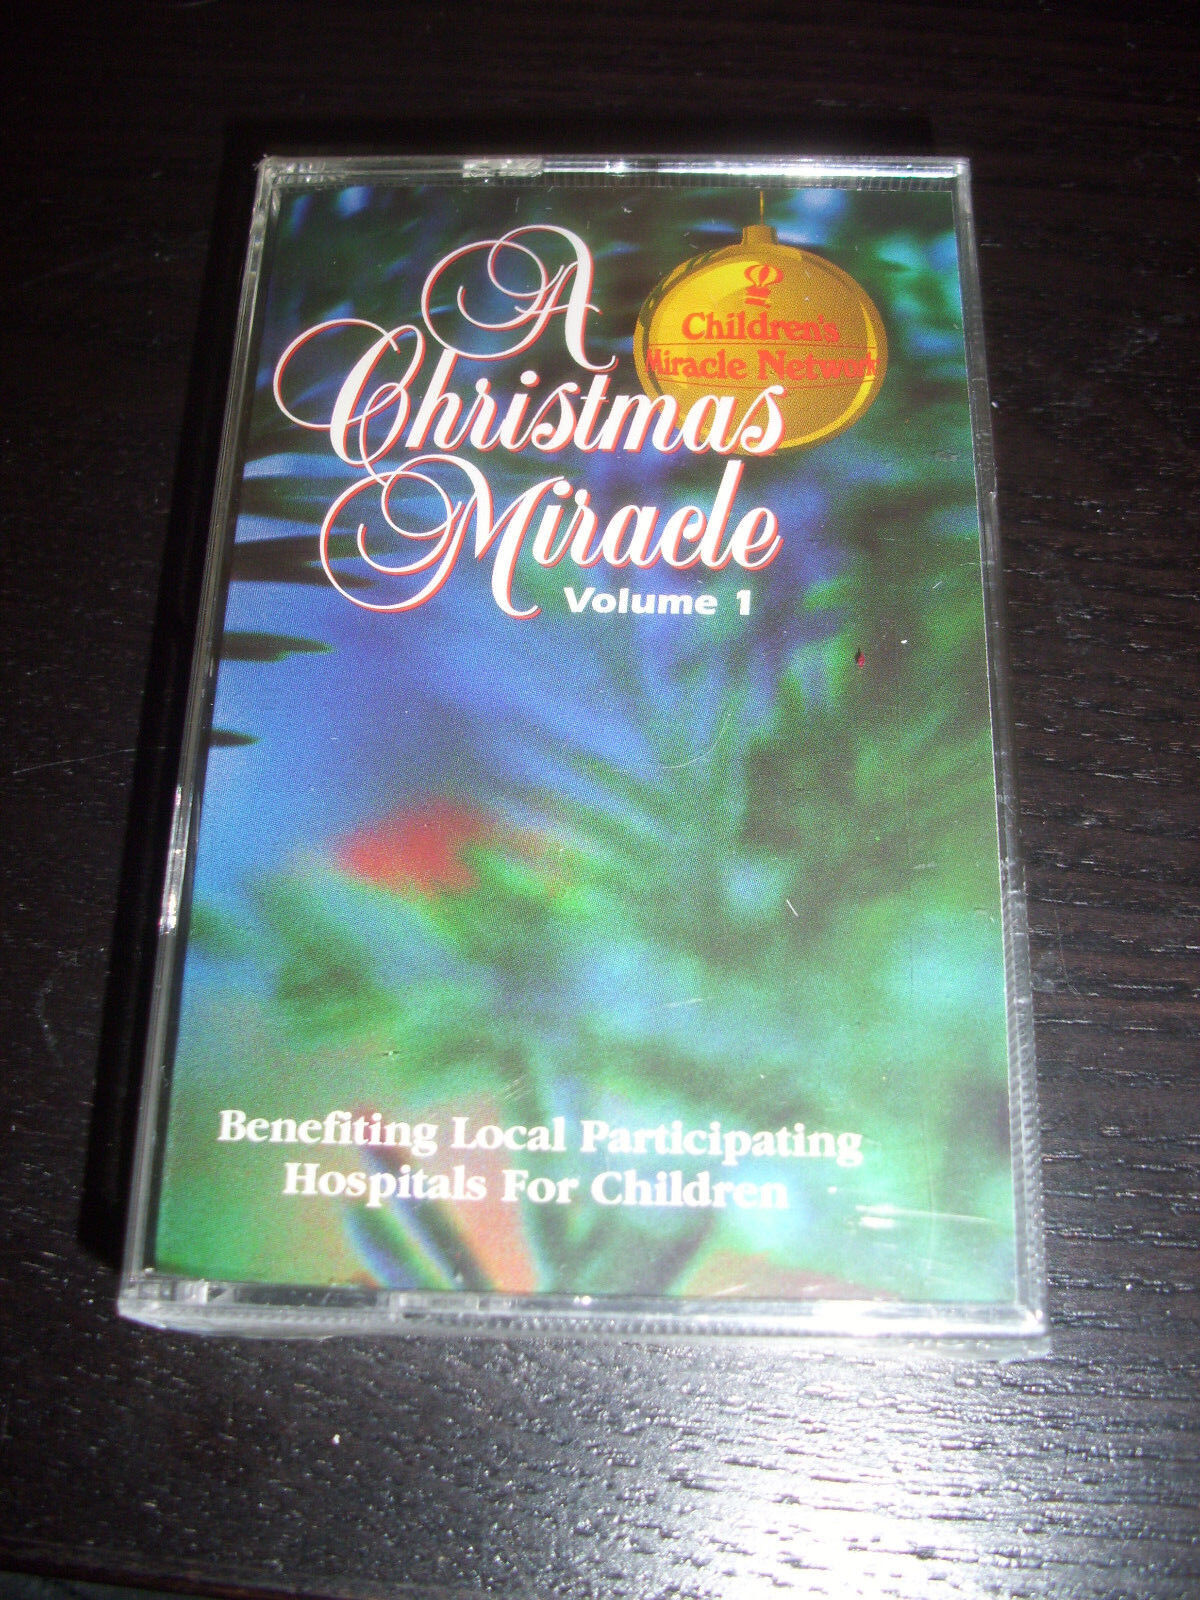 A
Christmas
Miracle
Volume 1
Children's
Miracle Network
Benefiting Local Participating
Hospitals For Children